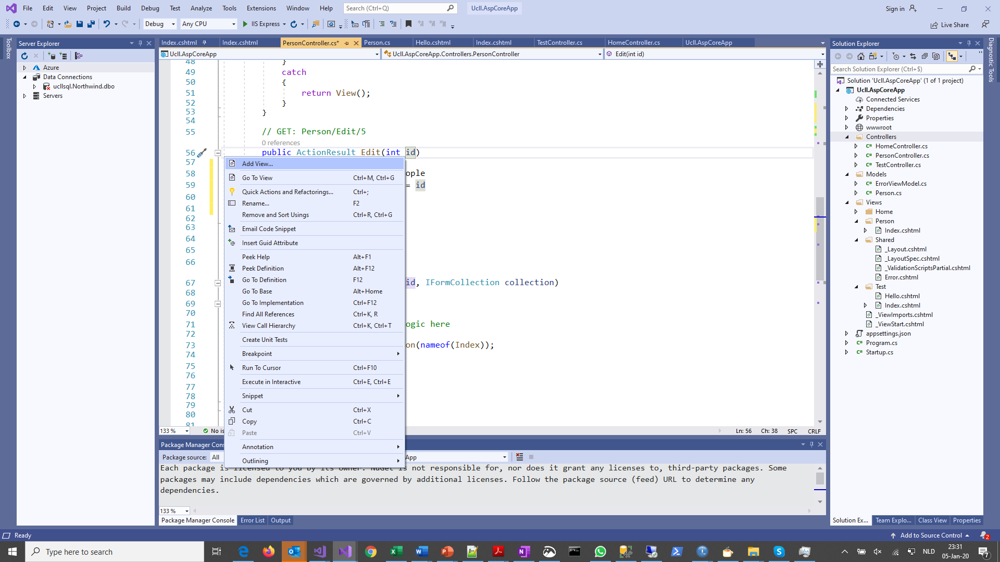 File Edit View Project Build Debug Test Analyze Tools Extensions Window Help Search (Ctrl+Q) Ucll.AspCoreApp Sign in
Debug Any CPU IIS Express Live Share
Toolbox
Server Explorer
Azure
Data Connections
ucllsql.Northwind.dbo
Servers
Index.cshtml Index.cshtml PersonController.cs* Person.cs Hello.cshtml Index.cshtml TestController.cs HomeController.cs Ucll.AspCoreApp
Ucll.AspCoreApp Ucll.AspCoreApp.Controllers.PersonController Edit(int id)
48 }
49 catch
50 {
51 return View();
52 }
53 }
54
55 // GET: Person/Edit/5
0 references
56 public ActionResult Edit(int id)
57
58 ople
59 = id
60
61
62
63
64
65
66
67 id, IFormCollection collection)
68
69
70
71 ogic here
72
73 on(nameof(Index));
74
75
76
77
78
79
80
81
Add View...
Go To View Ctrl+M, Ctrl+G
Quick Actions and Refactorings... Ctrl+;
Rename... F2
Remove and Sort Usings Ctrl+R, Ctrl+G
Email Code Snippet
Insert Guid Attribute
Peek Help Alt+F1
Peek Definition Alt+F12
Go To Definition F12
Go To Base Alt+Home
Go To Implementation Ctrl+F12
Find All References Ctrl+K, R
View Call Hierarchy Ctrl+K, Ctrl+T
Create Unit Tests
Breakpoint
Run To Cursor Ctrl+F10
Execute in Interactive Ctrl+E, Ctrl+E
Snippet
Cut Ctrl+X
Copy Ctrl+C
Paste Ctrl+V
Annotation
Outlining
133 % No is Ln: 56 Ch: 38 SPC CRLF
Package Manager Cons
Package source: All App
Each package is licensed to you by its owner. NuGet is not responsible for, nor does it grant any licenses to, third-party packages. Some
packages may include dependencies which are governed by additional licenses. Follow the package source (feed) URL to determine any
dependencies.
133 %
Package Manager Console Error List Output
Solution Explorer
Search Solution Explorer (Ctrl+$)
Solution 'Ucll.AspCoreApp' (1 of 1 project)
Ucll.AspCoreApp
Connected Services
Dependencies
Properties
wwwroot
Controllers
C# HomeController.cs
C# PersonController.cs
C# TestController.cs
Models
C# ErrorViewModel.cs
C# Person.cs
Views
Home
Person
Index.cshtml
Shared
_Layout.cshtml
_LayoutSpec.cshtml
_ValidationScriptsPartial.cshtml
Error.cshtml
Test
Hello.cshtml
Index.cshtml
_ViewImports.cshtml
_ViewStart.cshtml
appsettings.json
C# Program.cs
C# Startup.cs
Solution Ex... Team Explo... Class View Properties
Diagnostic Tools
Ready Add to Source Control 2
Type here to search NLD 23:31
05-Jan-20 7